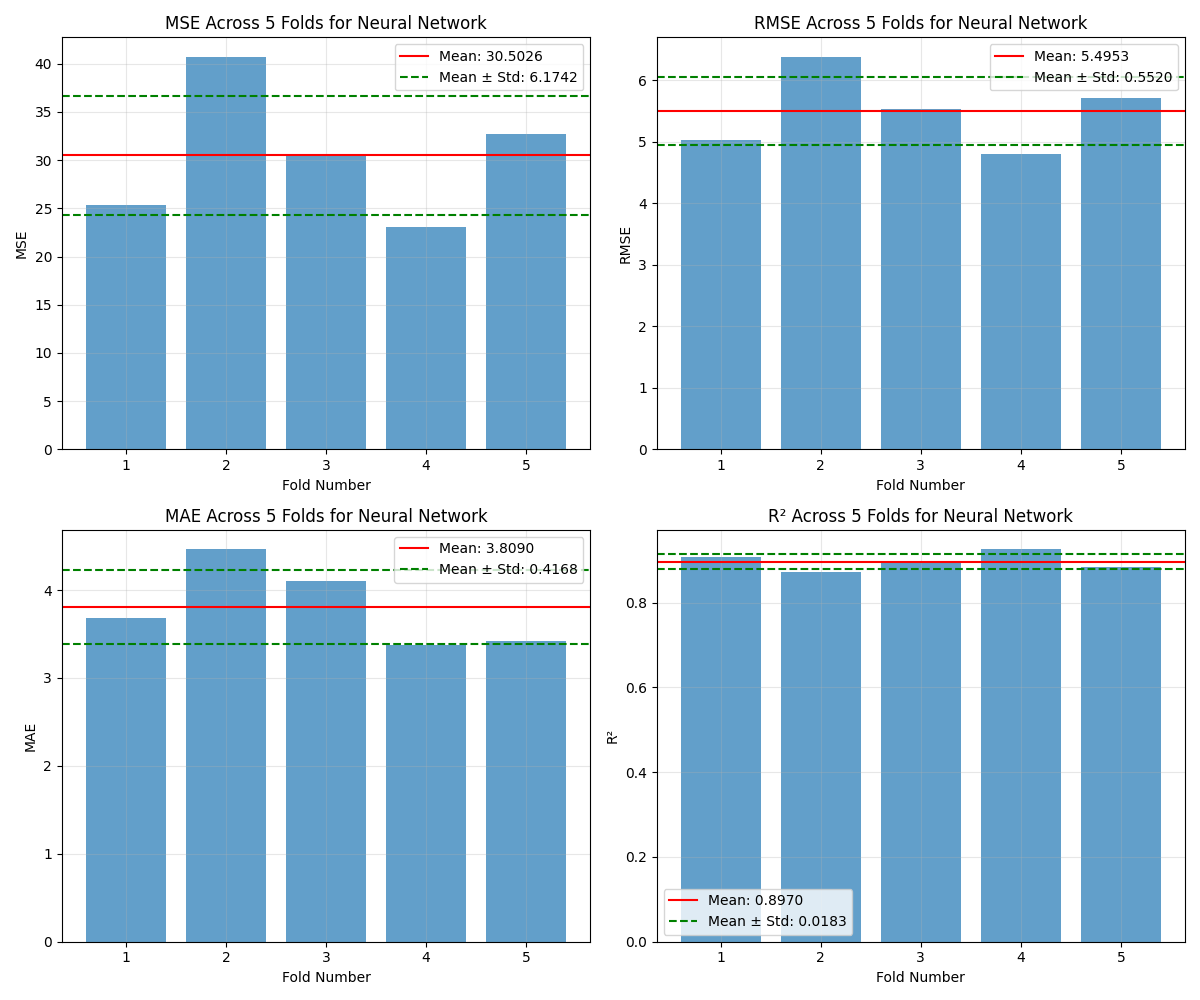 MSE Across 5 Folds for Neural Network
Mean: 30.5026
Mean ± Std: 6.1742
MSE
40
35
30
25
20
15
10
5
0
1 2 3 4 5
Fold Number
RMSE Across 5 Folds for Neural Network
Mean: 5.4953
Mean ± Std: 0.5520
RMSE
6
5
4
3
2
1
0
1 2 3 4 5
Fold Number
MAE Across 5 Folds for Neural Network
Mean: 3.8090
Mean ± Std: 0.4168
MAE
4
3
2
1
0
1 2 3 4 5
Fold Number
R² Across 5 Folds for Neural Network
R²
0.8
0.6
0.4
0.2
0.0
Mean: 0.8970
Mean ± Std: 0.0183
1 2 3 4 5
Fold Number